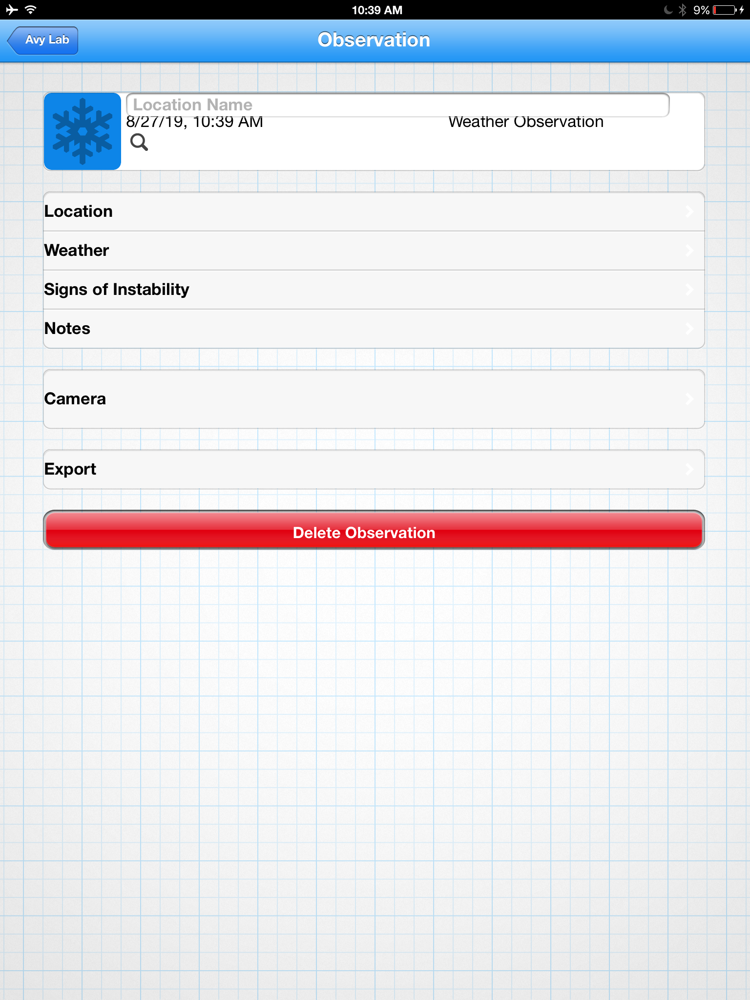 10:39 AM
9%
Avy Lab
Observation
Location Name
8/27/19, 10:39 AM
Weather Observation
Location
Weather
Signs of Instability
Notes
Camera
Export
Delete Observation